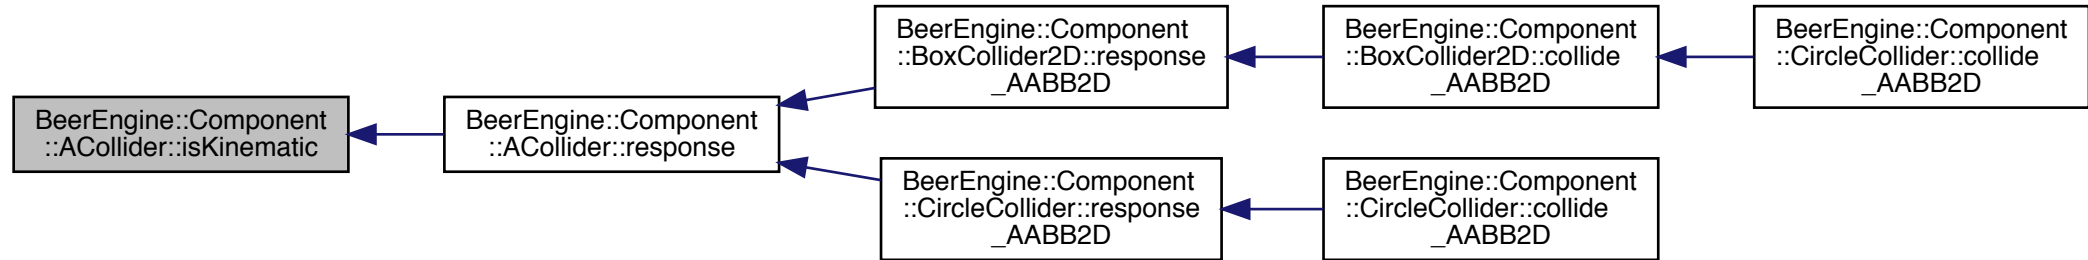 BeerEngine::Component
::ACollider::isKinematic
BeerEngine::Component
::ACollider::response
BeerEngine::Component
::BoxCollider2D::response
_AABB2D
BeerEngine::Component
::BoxCollider2D::collide
_AABB2D
BeerEngine::Component
::CircleCollider::collide
_AABB2D
BeerEngine::Component
::CircleCollider::response
_AABB2D
BeerEngine::Component
::CircleCollider::collide
_AABB2D